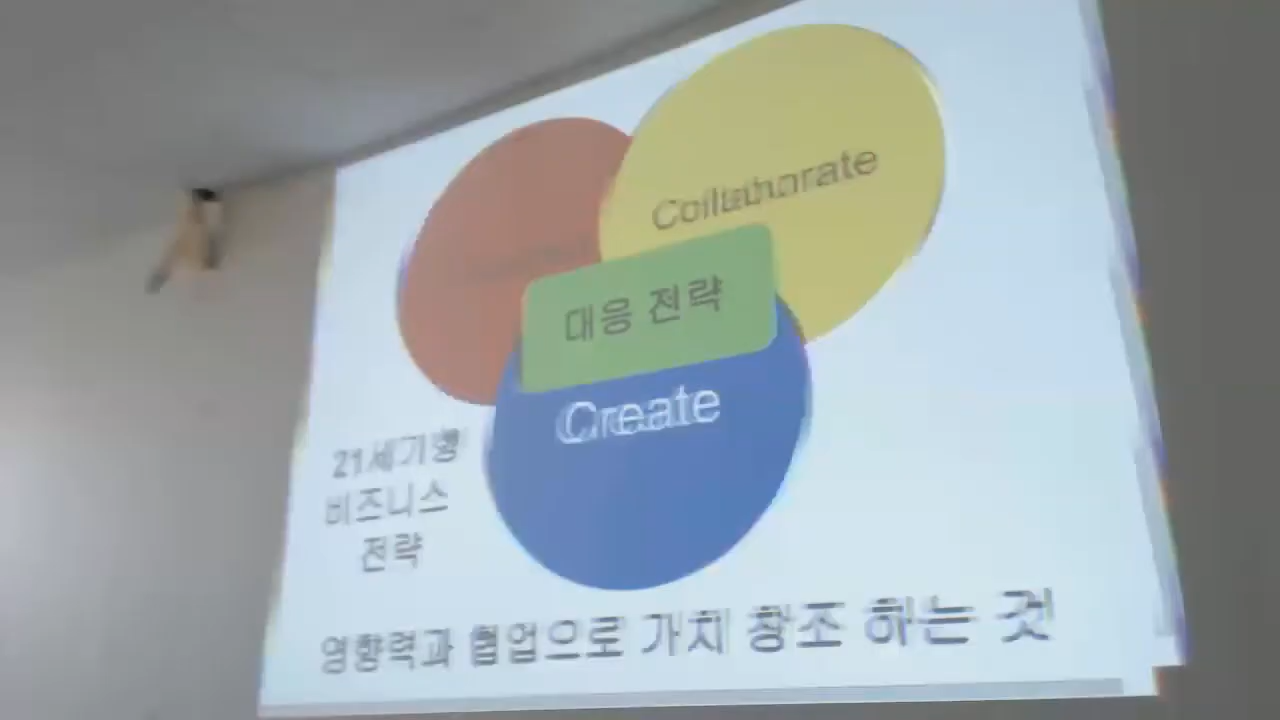 Collaborate
대응 전략
Create
21세기형
비즈니스
전략
영향력과 협업으로 가치 창조 하는 것